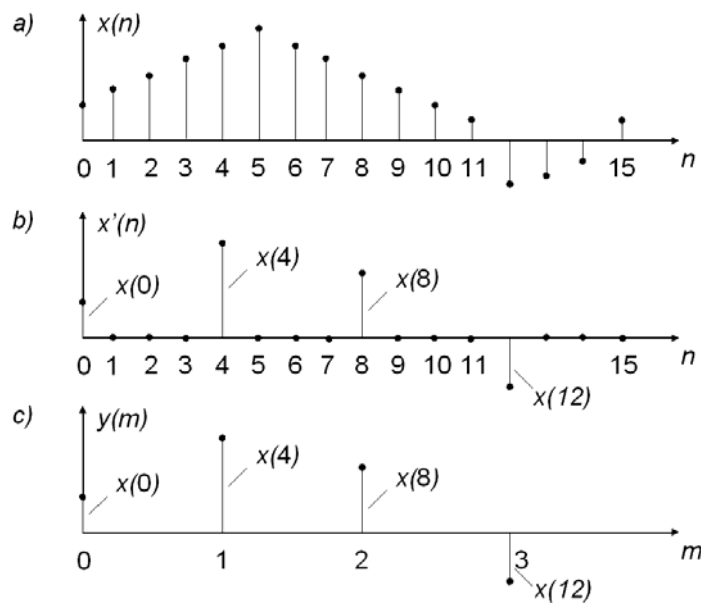 a) x(n)
0 1 2 3 4 5 6 7 8 9 10 11 15 n
b) x'(n)
x(0) x(4) x(8)
0 1 2 3 4 5 6 7 8 9 10 11 15 n
x(12)
c) y(m)
x(0) x(4) x(8)
0 1 2 3 m
x(12)